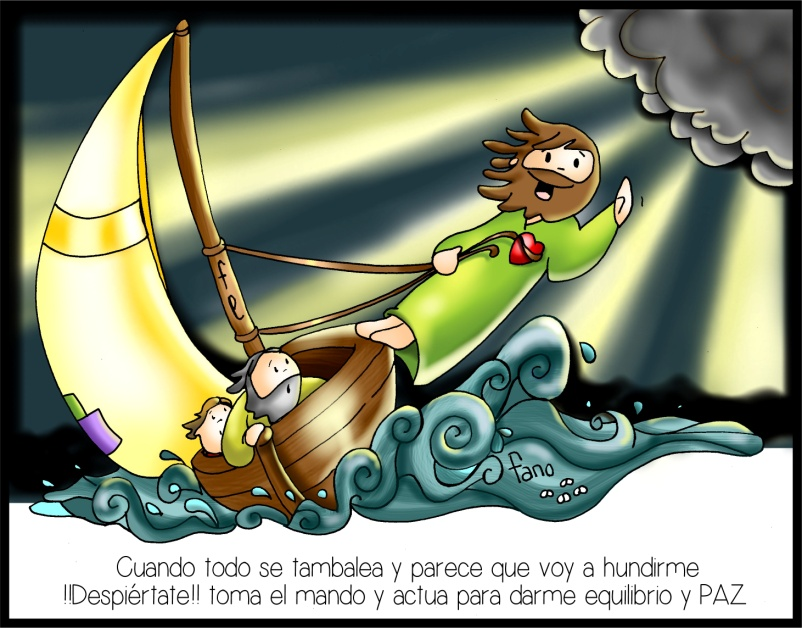 fe
fano
Cuando todo se tambalea y parece que voy a hundirme
!!Despiértate!! toma el mando y actua para darme equilibrio y PAZ